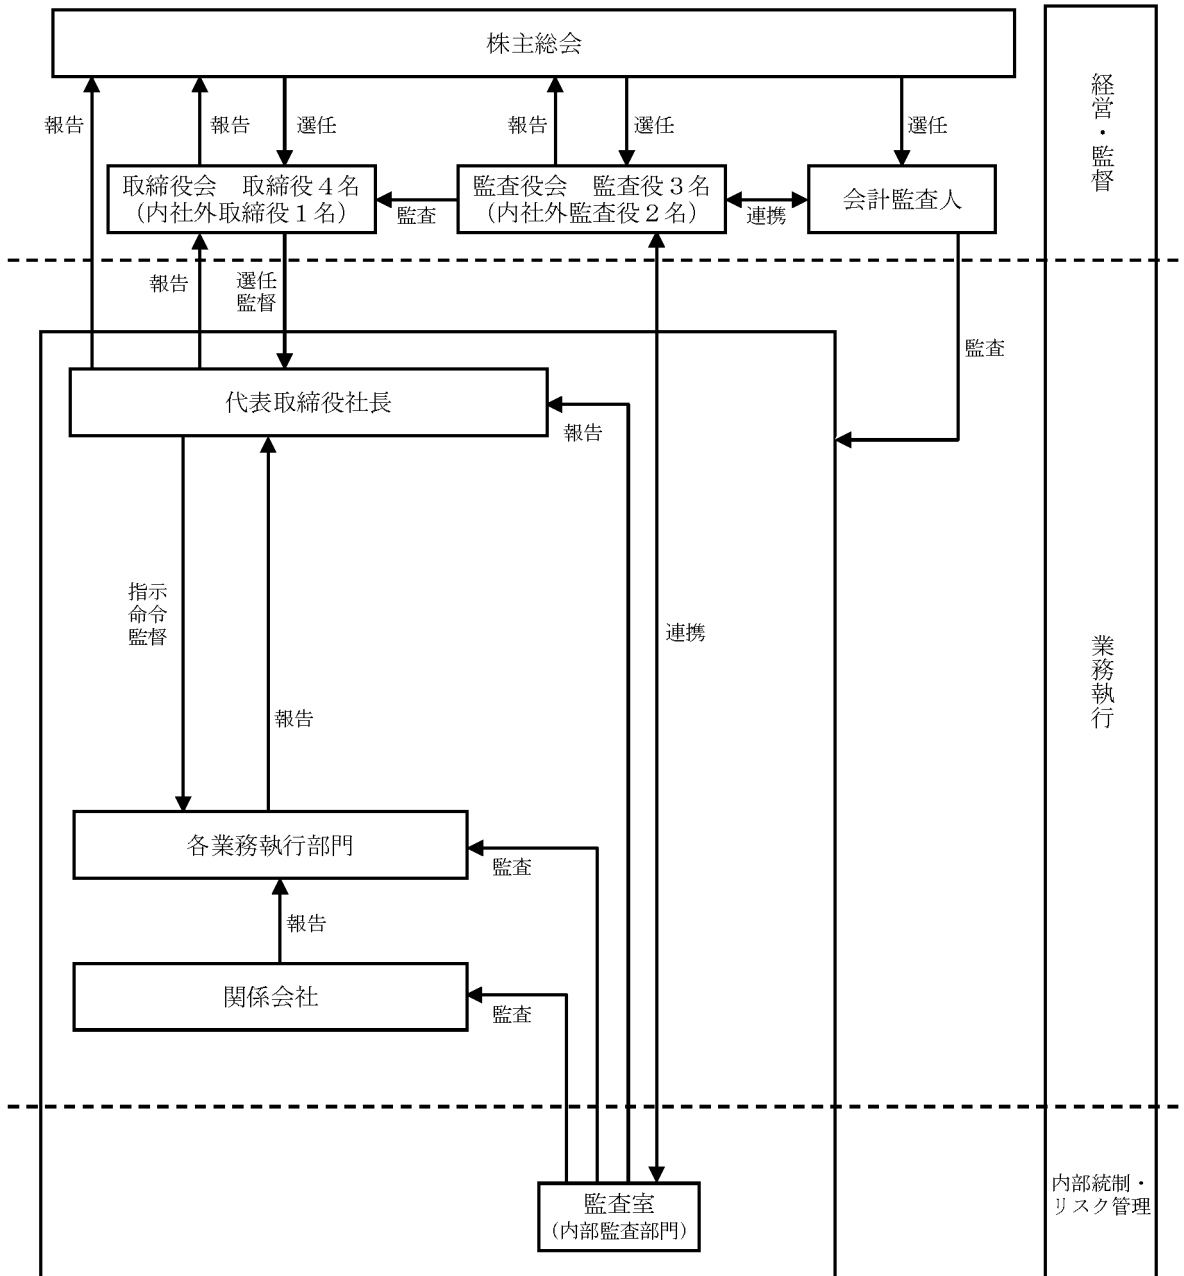 株主総会
経営・監督
報告
報告
選任
報告
選任
選任
取締役会　取締役４名
（内社外取締役１名）
監査
監査役会　監査役３名
（内社外監査役２名）
連携
会計監査人
報告
選任
監督
監査
代表取締役社長
報告
指示
命令
監督
連携
業務執行
報告
各業務執行部門
監査
報告
関係会社
監査
監査室
（内部監査部門）
内部統制・
リスク管理